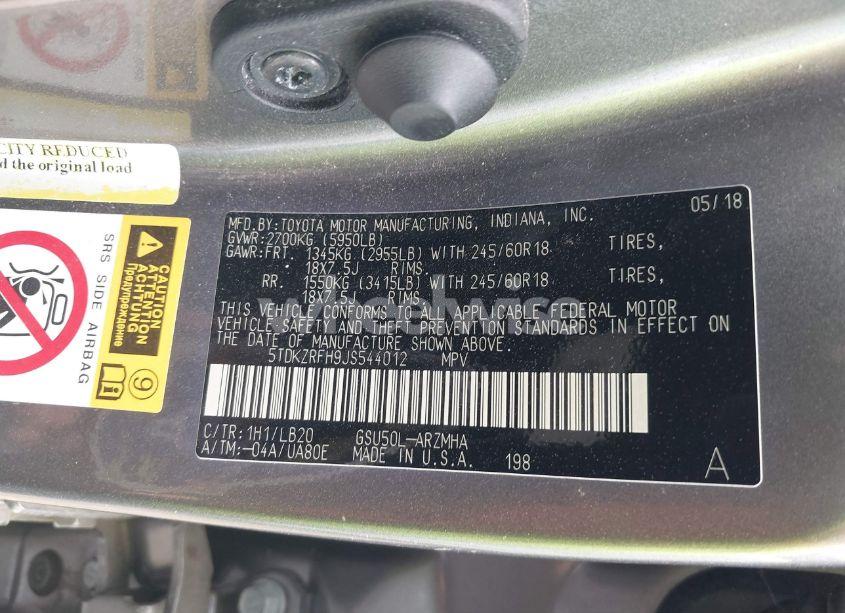 CITY REDUCED
d the original load
SRS SIDE AIRBAG
CAUTION
ATTENTION
ACHTUNG
Предупреждение
9
MFD.BY:TOYOTA MOTOR MANUFACTURING, INDIANA, INC. 05/18
GVWR:2700KG (5950LB)
GAWR:FRT. 1345KG (2955LB) WITH 245/60R18 TIRES,
18X7.5J RIMS.
RR. 1550KG (3415LB) WITH 245/60R18 TIRES,
18X7.5J RIMS.
THIS VEHICLE CONFORMS TO ALL APPLICABLE FEDERAL MOTOR
VEHICLE SAFETY AND THEFT PREVENTION STANDARDS IN EFFECT ON
THE DATE OF MANUFACTURE SHOWN ABOVE.
5TDKZRFH9JS544012 MPV
C/TR:1H1/LB20 GSU50L-ARZMHA
A/TM:-04A/UA80E MADE IN U.S.A. 198 A